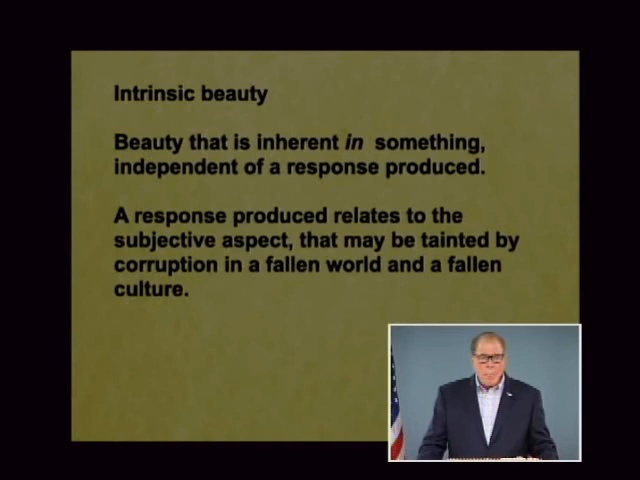 Intrinsic beauty
Beauty that is inherent in something,
independent of a response produced.
A response produced relates to the
subjective aspect, that may be tainted by
corruption in a fallen world and a fallen
culture.